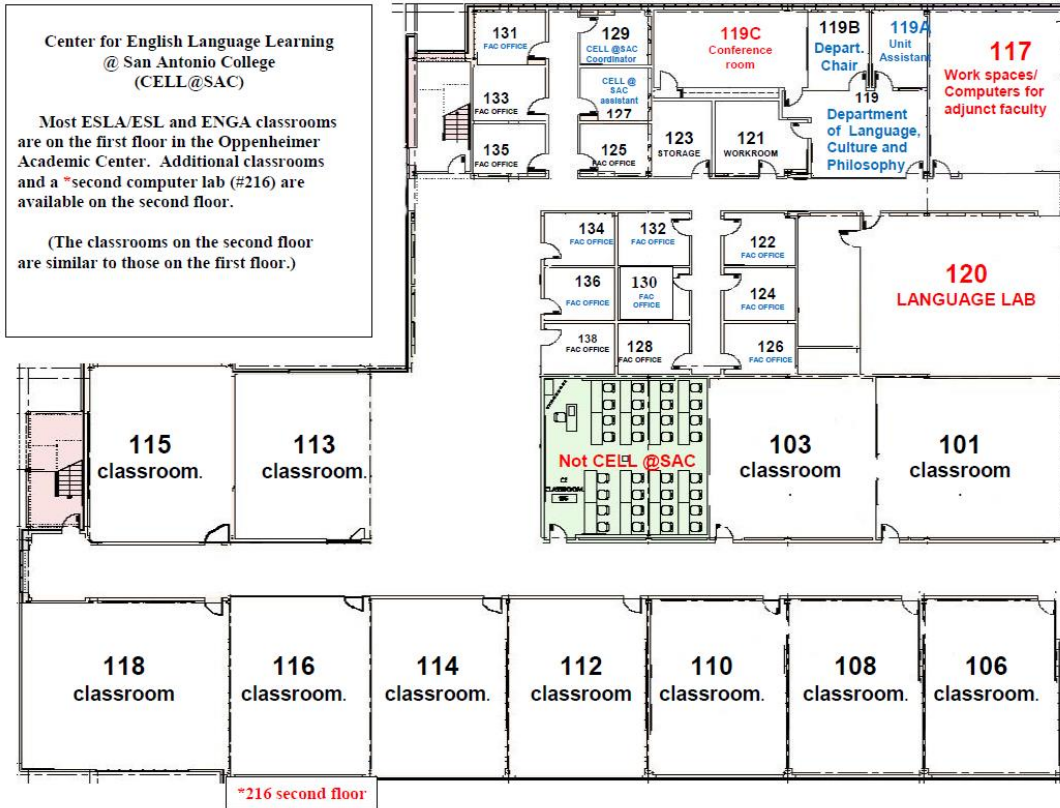 Center for English Language Learning
@ San Antonio College
(CELL@SAC)
Most ESLA/ESL and ENGA classrooms
are on the first floor in the Oppenheimer
Academic Center. Additional classrooms
and a *second computer lab (#216) are
available on the second floor.
(The classrooms on the second floor
are similar to those on the first floor.)
131
FAC OFFICE
129
CELL @SAC
Coordinator
119C
Conference
room
119B
Depart.
Chair
119A
Unit
Assistant
117
Work spaces/
Computers for
adjunct faculty
133
FAC OFFICE
CELL @
SAC
assistant
127
135
FAC OFFICE
125
FAC OFFICE
123
STORAGE
121
WORKROOM
119
Department
of Language,
Culture and
Philosophy
134
FAC OFFICE
132
FAC OFFICE
122
FAC OFFICE
136
FAC OFFICE
130
FAC
OFFICE
124
FAC OFFICE
138
FAC OFFICE
128
FAC OFFICE
126
FAC OFFICE
120
LANGUAGE LAB
115
classroom.
113
classroom.
Not CELL @SAC
CLASSROOM
103
classroom
101
classroom
118
classroom
116
classroom.
114
classroom.
112
classroom
110
classroom.
108
classroom.
106
classroom.
*216 second floor